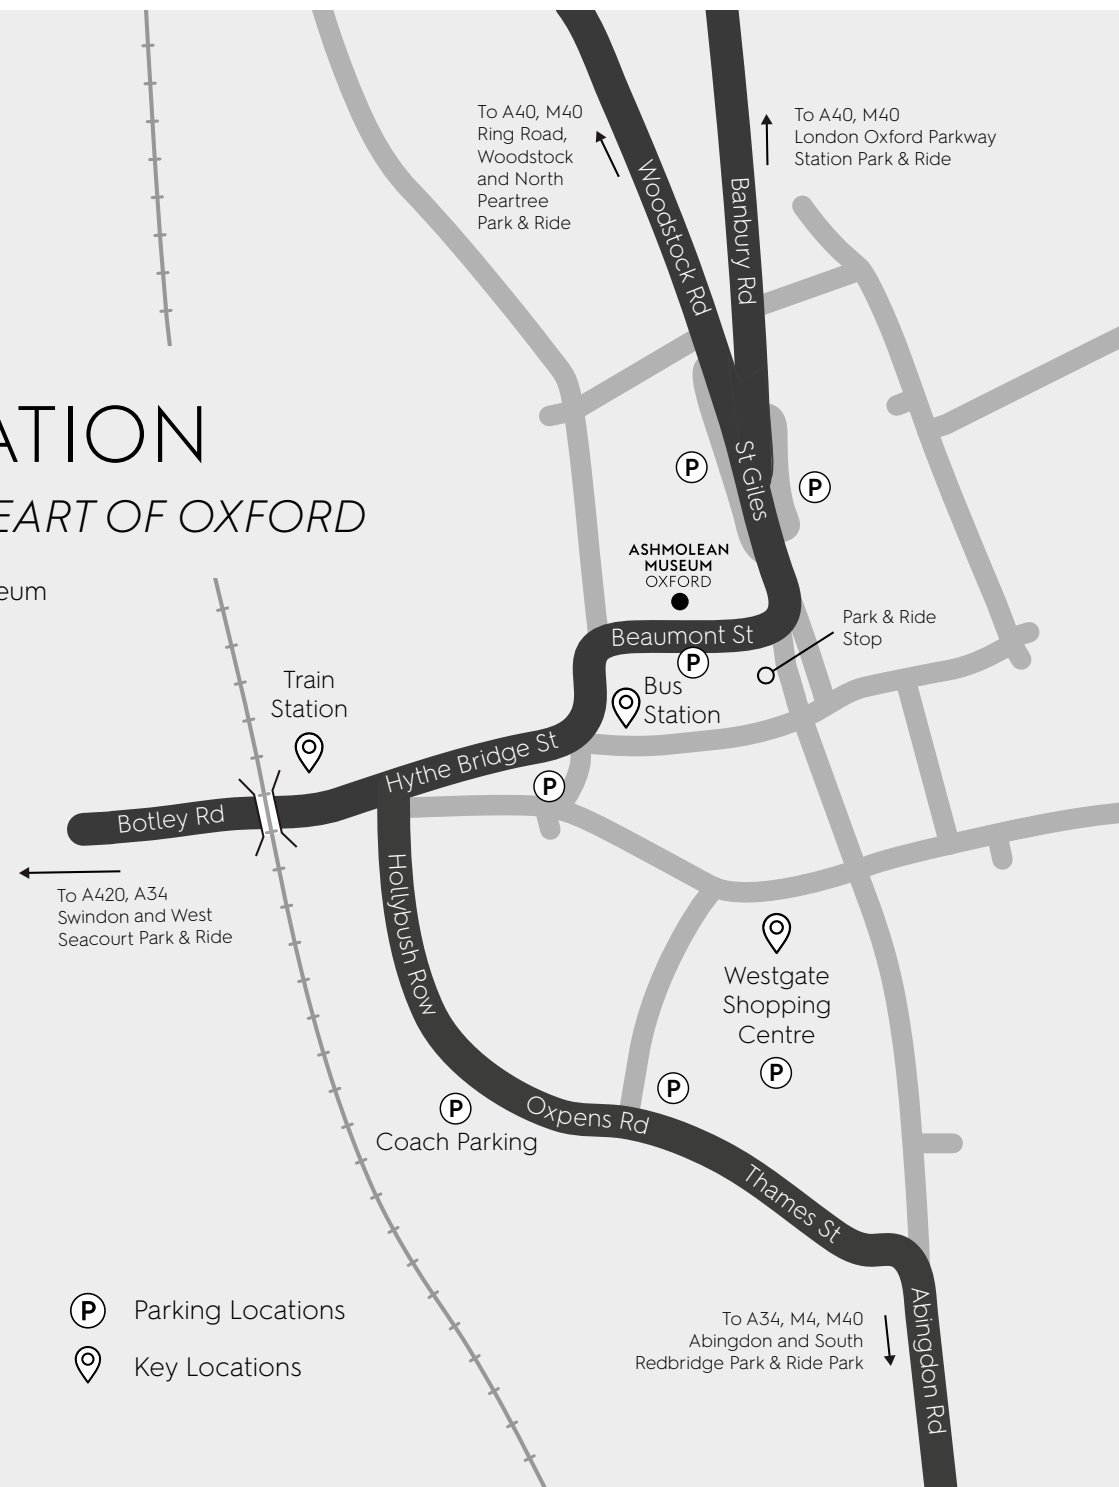 To A40, M40
Ring Road,
Woodstock
and North
Peartree
Park & Ride
To A40, M40
London Oxford Parkway
Station Park & Ride
Woodstock Rd
Banbury Rd
ATION
EART OF OXFORD
eum
St Giles
P
P
ASHMOLEAN
MUSEUM
OXFORD
Beaumont St
P
Park & Ride
Stop
Train
Station
Bus
Station
Hythe Bridge St
P
Botley Rd
To A420, A34
Swindon and West
Seacourt Park & Ride
Hollybush Row
Westgate
Shopping
Centre
P
P
P
Coach Parking
Oxpens Rd
Thames St
Abingdon Rd
To A34, M4, M40
Abingdon and South
Redbridge Park & Ride Park
P Parking Locations
Key Locations